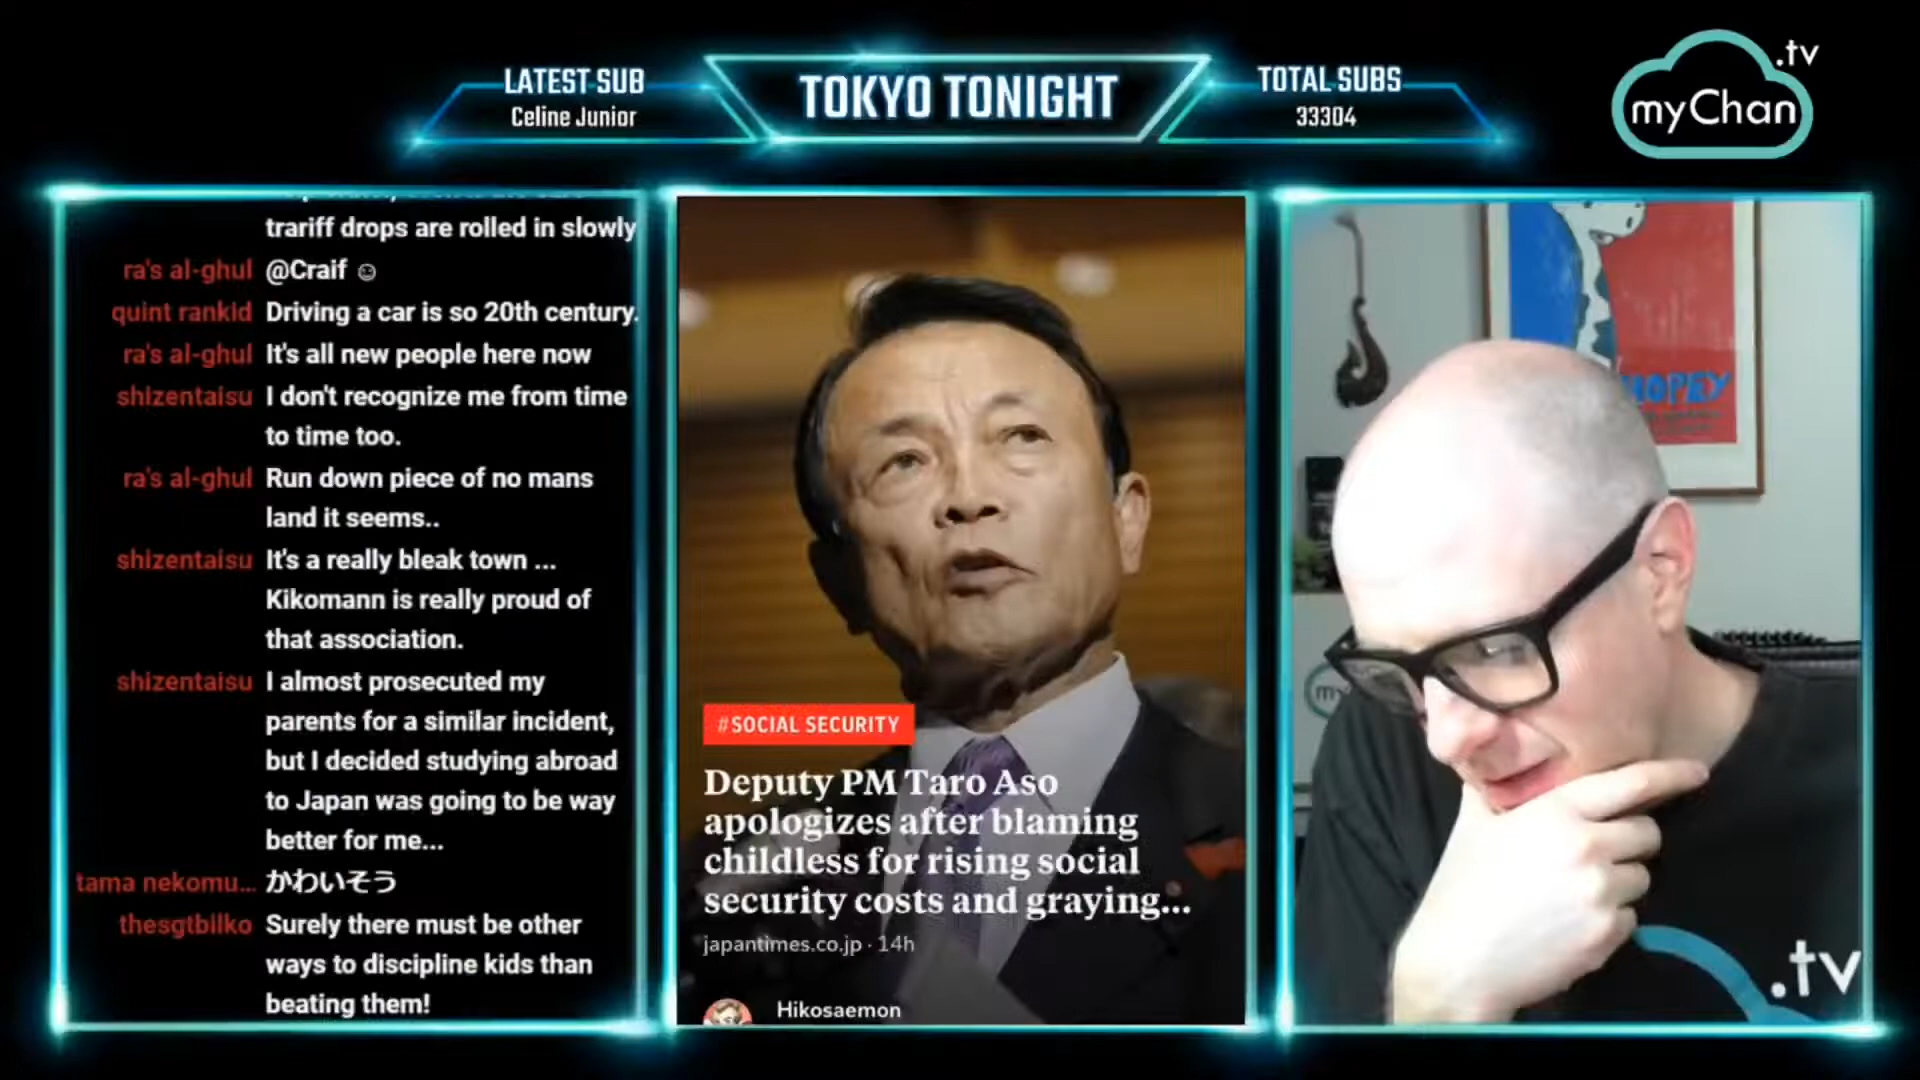 LATEST SUB
Celine Junior
TOKYO TONIGHT
TOTAL SUBS
33304
myChan.tv
trariff drops are rolled in slowly
ra's al-ghul @Craif
quint rankid Driving a car is so 20th century.
ra's al-ghul It's all new people here now
shizentaisu I don't recognize me from time
to time too.
ra's al-ghul Run down piece of no mans
land it seems..
shizentaisu It's a really bleak town ...
Kikomann is really proud of
that association.
shizentaisu I almost prosecuted my
parents for a similar incident,
but I decided studying abroad
to Japan was going to be way
better for me...
tama nekomu... かわいそう
thesgtbilko Surely there must be other
ways to discipline kids than
beating them!
#SOCIAL SECURITY
Deputy PM Taro Aso
apologizes after blaming
childless for rising social
security costs and graying...
japantimes.co.jp · 14h
Hikosaemon
HOPEY
my
.tv